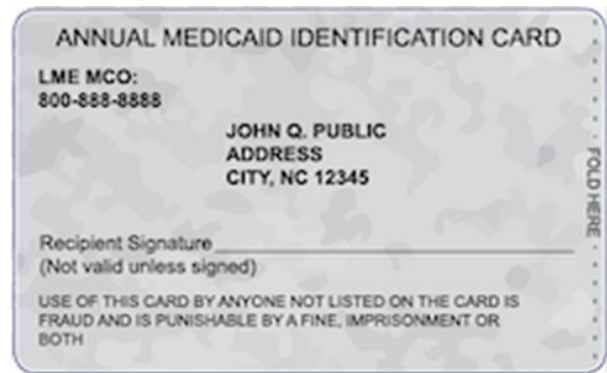 ANNUAL MEDICAID IDENTIFICATION CARD
LME MCO:
800-888-8888
JOHN Q. PUBLIC
ADDRESS
CITY, NC 12345
FOLD HERE
Recipient Signature
(Not valid unless signed)
USE OF THIS CARD BY ANYONE NOT LISTED ON THE CARD IS
FRAUD AND IS PUNISHABLE BY A FINE, IMPRISONMENT OR
BOTH